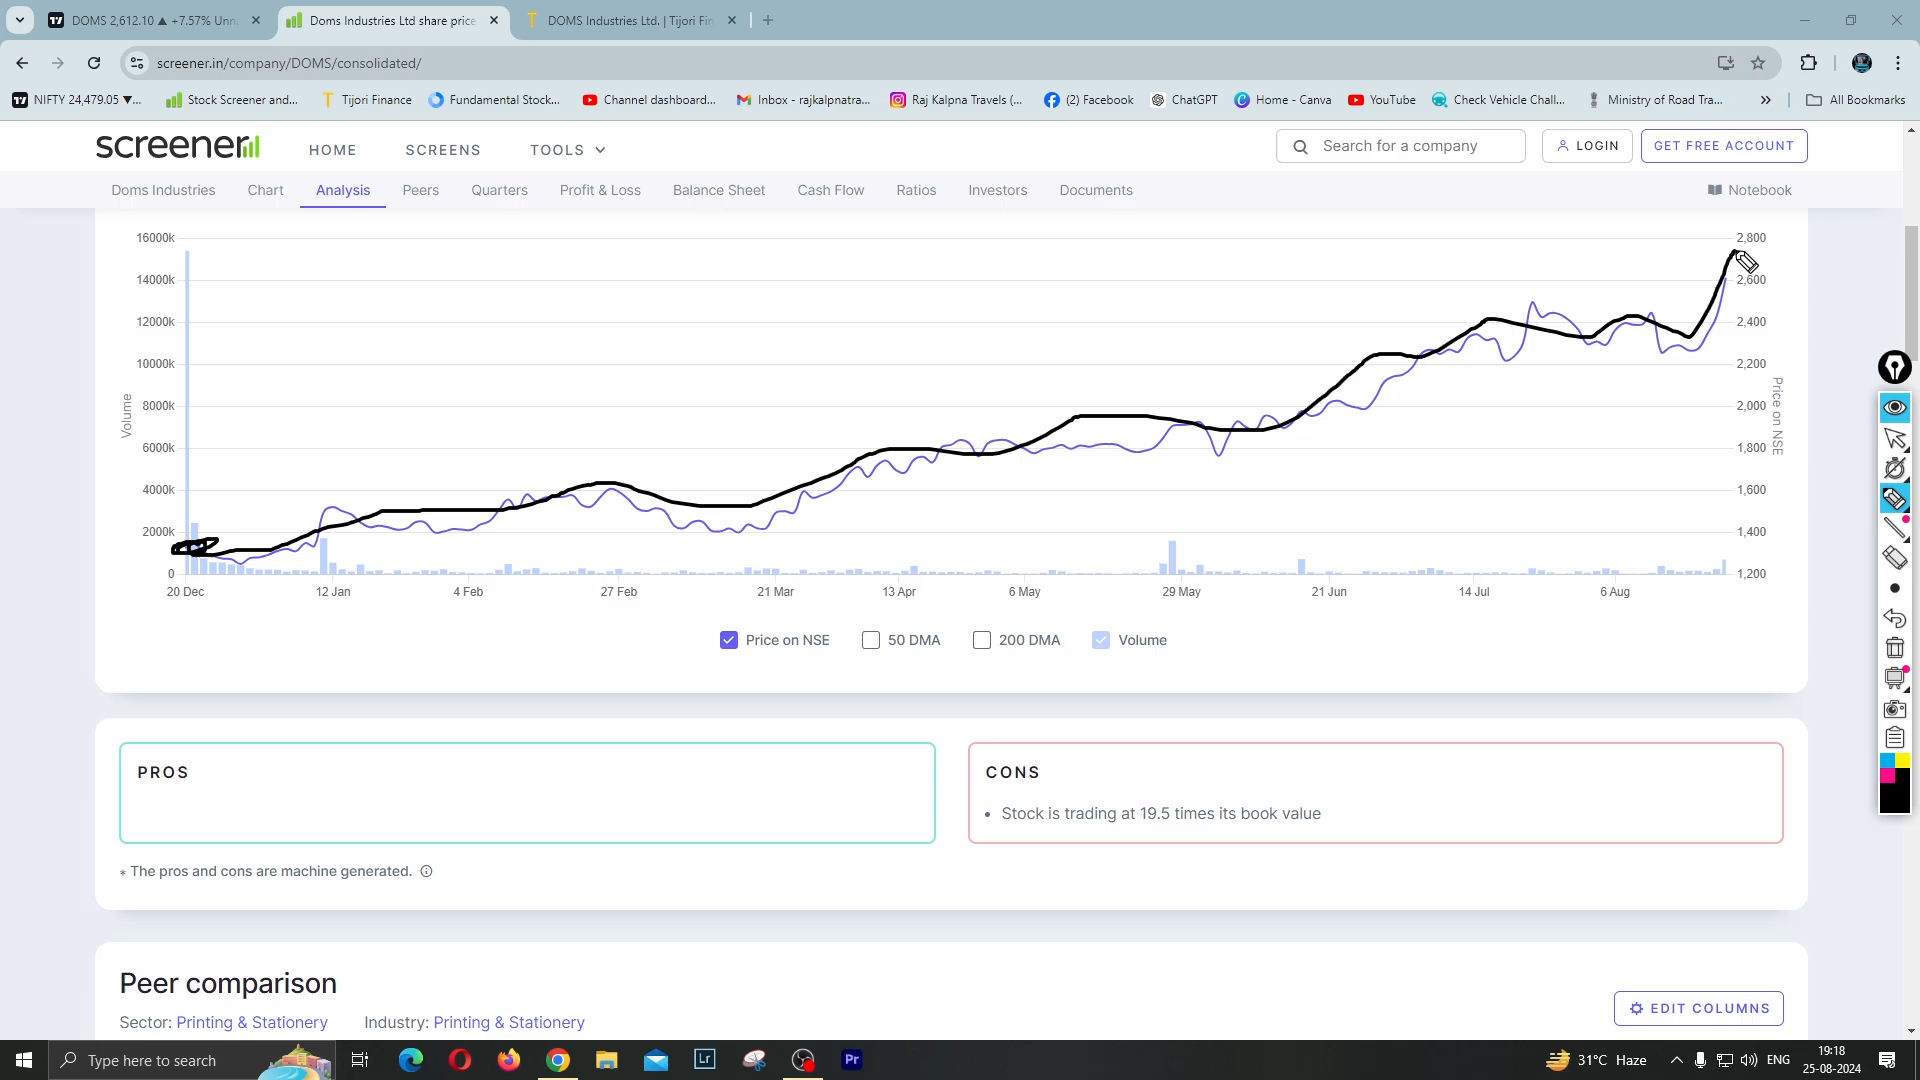 DOMS 2,612.10 ▲ +7.57% Unn
Doms Industries Ltd share price
DOMS Industries Ltd. | Tijori Fin
screener.in/company/DOMS/consolidated/
NIFTY 24,479.05 ▼...
Stock Screener and...
Tijori Finance
Fundamental Stock...
Channel dashboard...
Inbox - rajkalpnatra...
Raj Kalpna Travels (...
(2) Facebook
ChatGPT
Home - Canva
YouTube
Check Vehicle Chall...
Ministry of Road Tra...
All Bookmarks
screener
HOME
SCREENS
TOOLS
Search for a company
LOGIN
GET FREE ACCOUNT
Doms Industries
Chart
Analysis
Peers
Quarters
Profit & Loss
Balance Sheet
Cash Flow
Ratios
Investors
Documents
Notebook
16000k 2,800
14000k 2,600
12000k 2,400
10000k 2,200
8000k 2,000
6000k 1,800
4000k 1,600
2000k 1,400
0 1,200
Volume
Price on NSE
20 Dec 12 Jan 4 Feb 27 Feb 21 Mar 13 Apr 6 May 29 May 21 Jun 14 Jul 6 Aug
Price on NSE 50 DMA 200 DMA Volume
PROS
CONS
• Stock is trading at 19.5 times its book value
* The pros and cons are machine generated.
Peer comparison
Sector: Printing & Stationery Industry: Printing & Stationery
EDIT COLUMNS
Type here to search
Lr
Pr
31°C Haze
ENG
19:18
25-08-2024